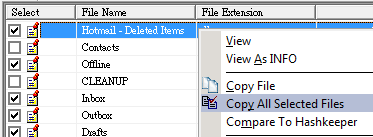 Select File Name File Extension
Hotmail - Deleted Items
Contacts
Offline
CLEANUP
Inbox
Outbox
Drafts
View
View As INFO
Copy File
Copy All Selected Files
Compare To Hashkeeper